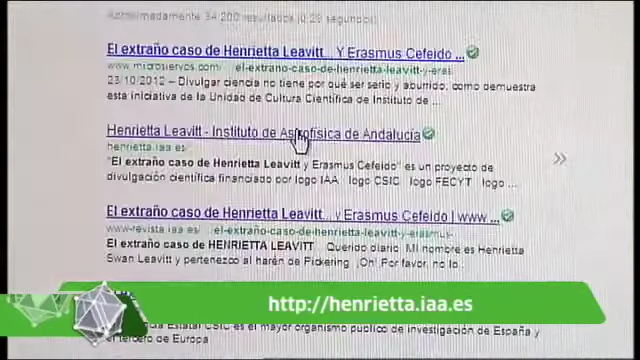 Aproximadamente 34.200 resultados (0,29 segundos)
El extraño caso de Henrietta Leavitt... Y Erasmus Cefeido ...
www.microsiervos.com/...el-extraño-caso-de-henrietta-leavitt-y-eras
23/10/2012 – Divulgar ciencia no tiene por qué ser serio y aburrido, como demuestra
esta iniciativa de la Unidad de Cultura Científica de Instituto de ...
Henrietta Leavitt - Instituto de Astrofísica de Andalucía
henrietta.iaa.es
"El extraño caso de Henrietta Leavitt y Erasmus Cefeido" es un proyecto de
divulgación científica financiado por logo IAA logo CSIC logo FECYT logo ...
El extraño caso de Henrietta Leavitt... y Erasmus Cefeido | www ...
www-revista.iaa.es/...el-extraño-caso-de-henrietta-leavitt-y-erasmus-
El extraño caso de HENRIETTA LEAVITT Querido diario: Mi nombre es Henrietta
Swan Leavitt y pertenezco al harén de Pickering ¡Oh! Por favor, no lo
http://henrietta.iaa.es
Estatal CSIC es el mayor organismo público de investigación de España y
el tercero de Europa